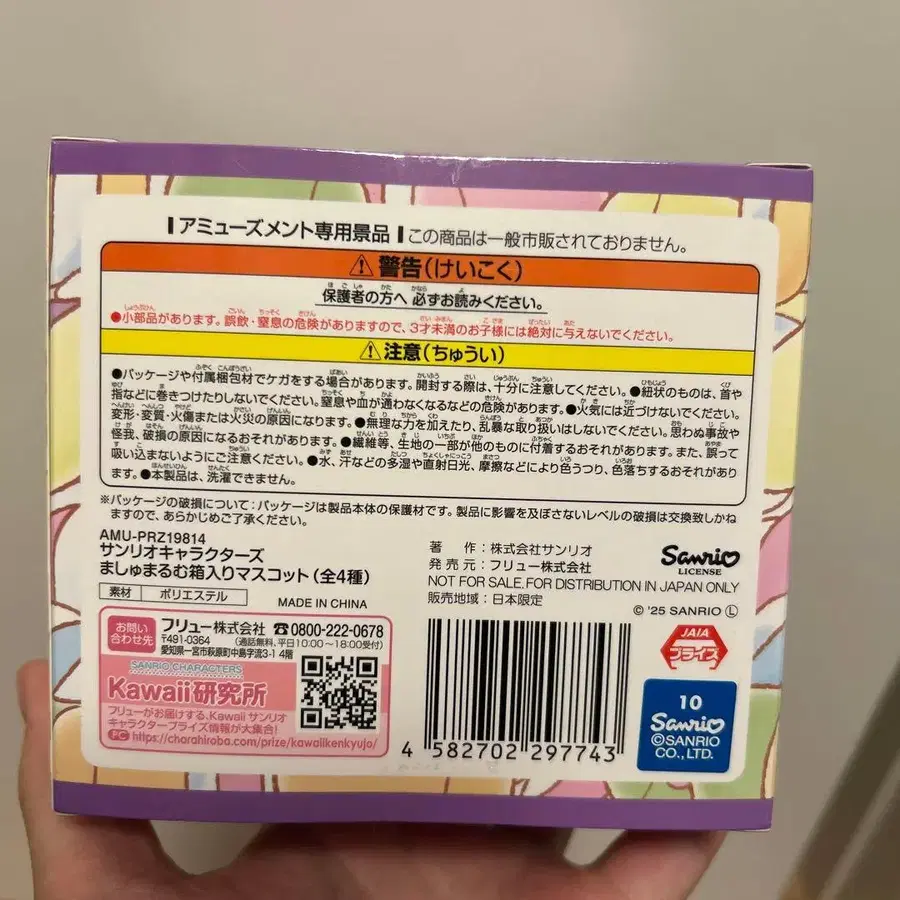 アミューズメント専用景品 この商品は一般市販されておりません。
⚠警告(けいこく)
保護者の方へ 必ずお読みください。
●小部品があります。誤飲・窒息の危険がありますので、3才未満のお子様には絶対に与えないでください。
⚠注意(ちゅうい)
●パッケージや付属梱包材でケガをする場合があります。開封する際は、十分に注意してください。●紐状のものは、首や
指などに巻きつけたりしないでください。窒息や血が通わなくなるなどの危険があります。●火気には近づけないでください。
変形・変質・火傷または火災の原因になります。●無理な力を加えたり、乱暴な取り扱いはしないでください。思わぬ事故や
怪我、破損の原因になるおそれがあります。●繊維等、生地の一部が他のものに付着するおそれがあります。また、誤って
吸い込まないようにご注意ください。●水、汗などの多湿や直射日光、摩擦などにより色うつり、色落ちするおそれがあり
ます。●本製品は、洗濯できません。
※パッケージの破損について:パッケージは製品本体の保護材です。製品に影響を及ぼさないレベルの破損は交換致しかね
ますので、あらかじめご了承ください。
AMU-PRZ19814
サンリオキャラクターズ
ましゅまるむ箱入りマスコット(全4種)
素材 ポリエステル
MADE IN CHINA
著 作:株式会社サンリオ
発 売 元:フリュー株式会社
NOT FOR SALE.FOR DISTRIBUTION IN JAPAN ONLY
販売地域:日本限定
Sanrio
LICENSE
© '25 SANRIO Ⓛ
お問い
合わせ先
フリュー株式会社 ☎0800-222-0678
〒491-0364 (通話無料、平日10:00〜18:00受付)
愛知県一宮市萩原町中島字流3-1 4階
SANRIO CHARACTERS
Kawaii研究所
フリューがお届けする、Kawaii サンリオ
キャラクタープライズ情報が大集合!
PC https://charahiroba.com/prize/kawaiikenkyujo/
4 582702 297743
JAIA
プライズ
10
Sanrio
©SANRIO
CO.,LTD.